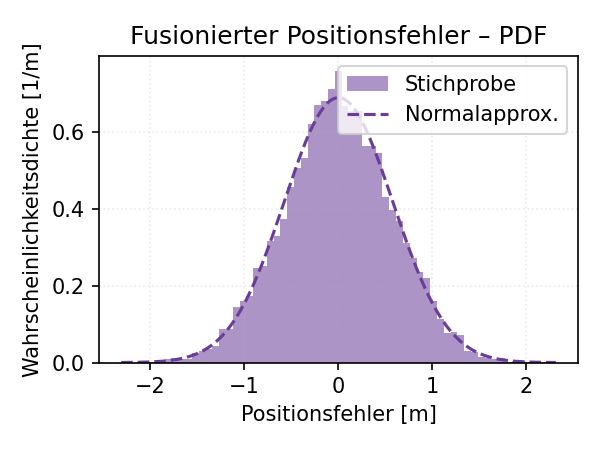 Fusionierter Positionsfehler – PDF
Wahrscheinlichkeitsdichte [1/m]
0.6
0.4
0.2
0.0
Stichprobe
Normalapprox.
−2
−1
0
1
2
Positionsfehler [m]